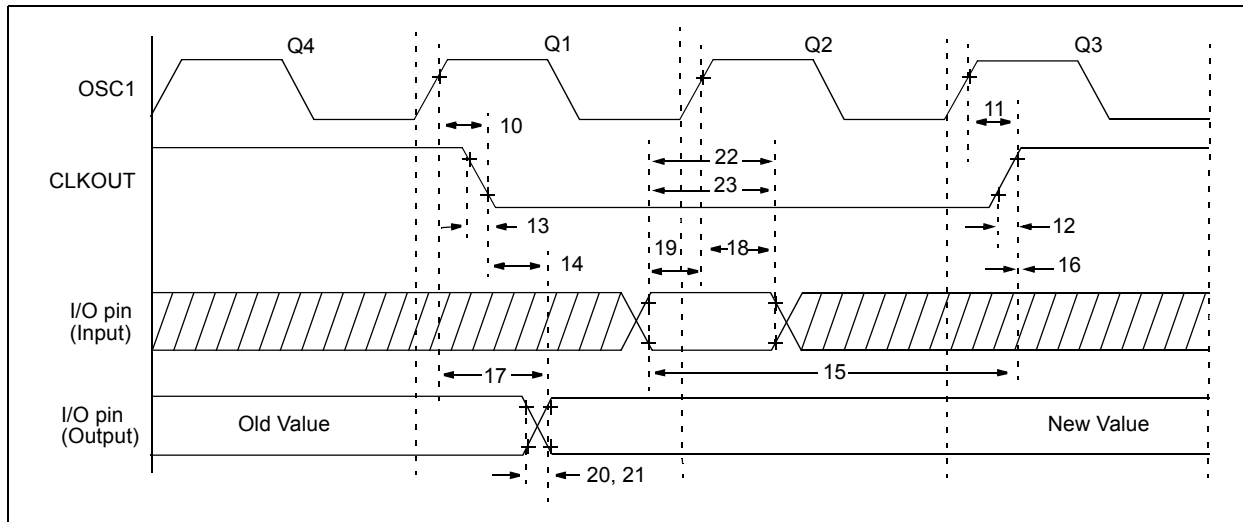 Q4 Q1 Q2 Q3
OSC1
10 11
22
CLKOUT
23
13 12
19 18
14 16
I/O pin
(Input)
17 15
I/O pin
(Output)
Old Value New Value
20, 21